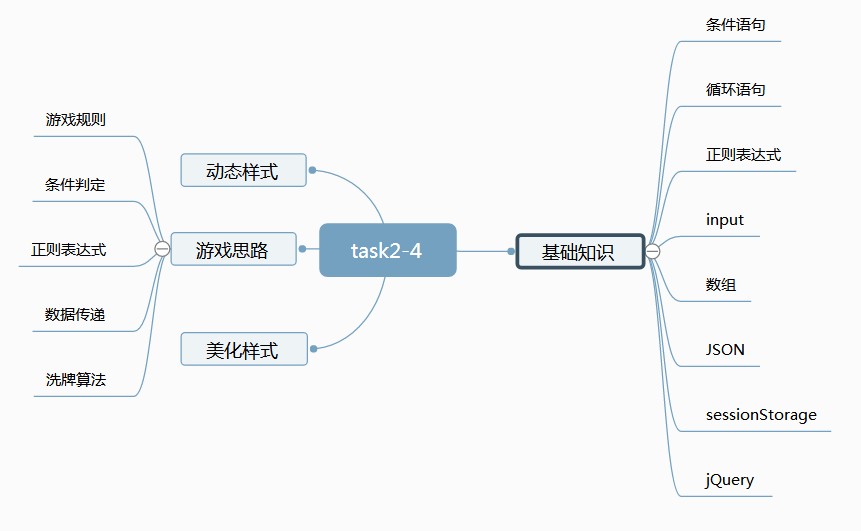 task2-4
动态样式
游戏思路
游戏规则
条件判定
正则表达式
数据传递
洗牌算法
美化样式
基础知识
条件语句
循环语句
正则表达式
input
数组
JSON
sessionStorage
jQuery